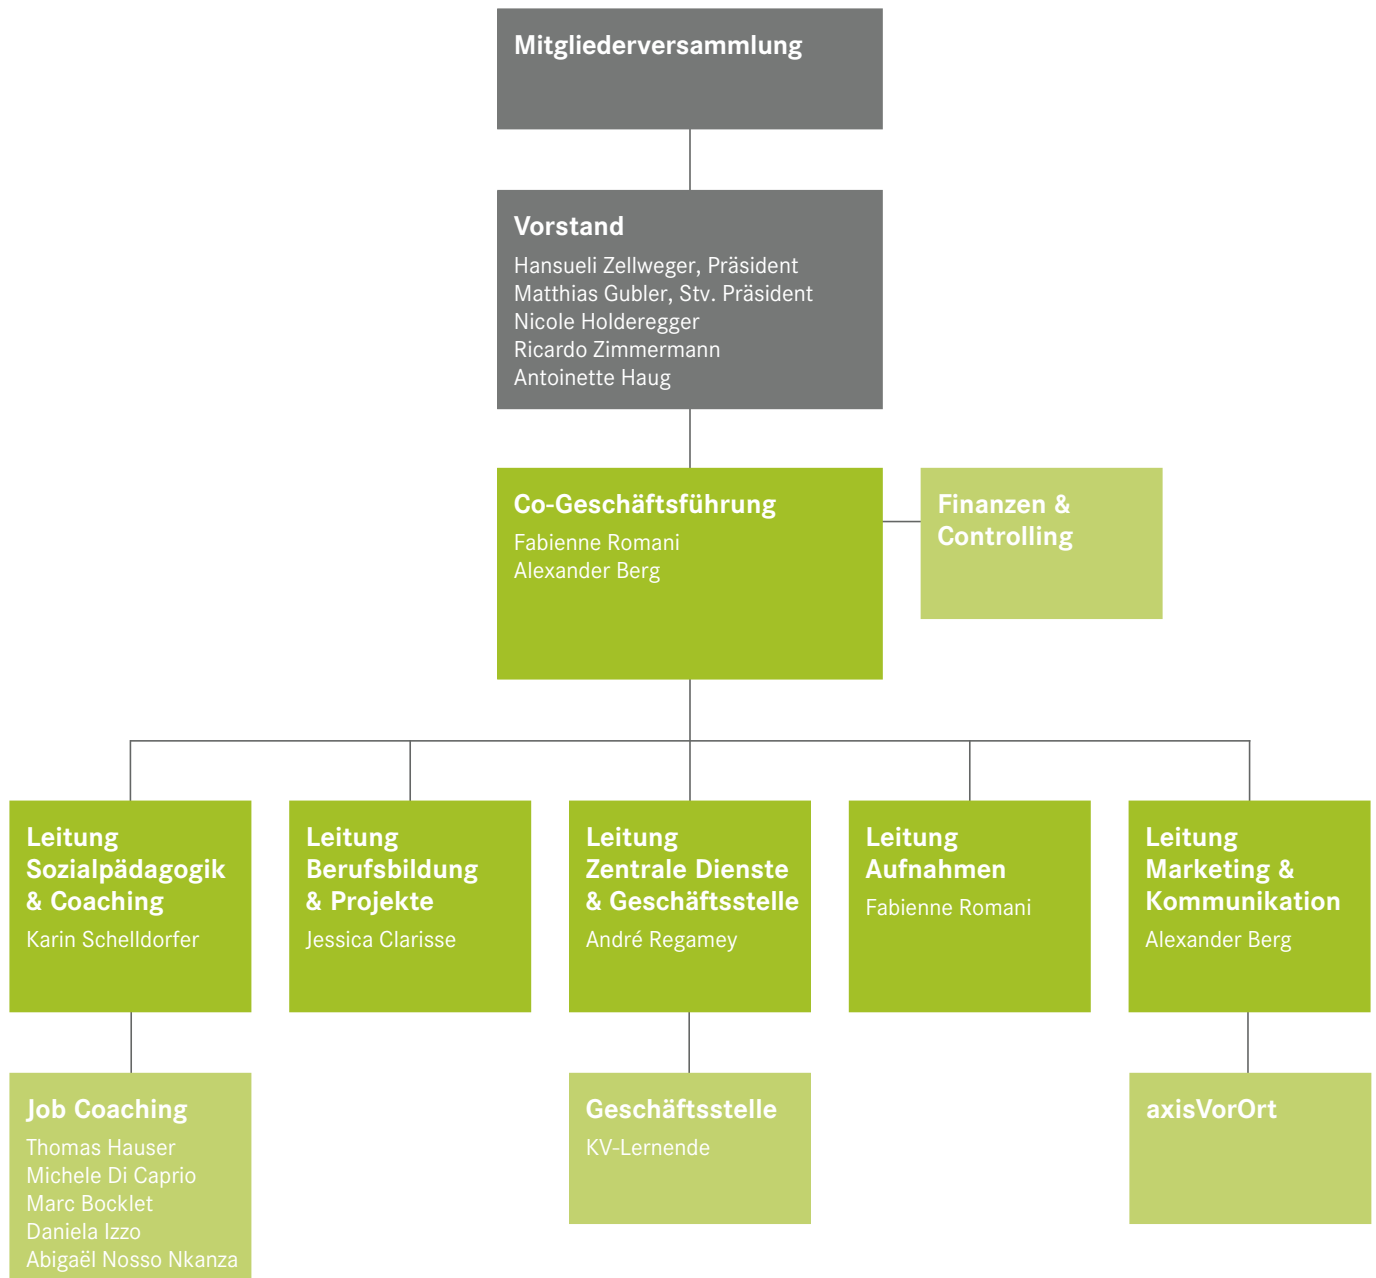 Mitgliederversammlung
Vorstand
Hansueli Zellweger, Präsident
Matthias Gubler, Stv. Präsident
Nicole Holderegger
Ricardo Zimmermann
Antoinette Haug
Co-Geschäftsführung
Fabienne Romani
Alexander Berg
Finanzen &
Controlling
Leitung
Sozialpädagogik
& Coaching
Karin Schelldorfer
Leitung
Berufsbildung
& Projekte
Jessica Clarisse
Leitung
Zentrale Dienste
& Geschäftsstelle
André Regamey
Leitung
Aufnahmen
Fabienne Romani
Leitung
Marketing &
Kommunikation
Alexander Berg
Job Coaching
Thomas Hauser
Michele Di Caprio
Marc Bocklet
Daniela Izzo
Abigaël Nosso Nkanza
Geschäftsstelle
KV-Lernende
axisVorOrt